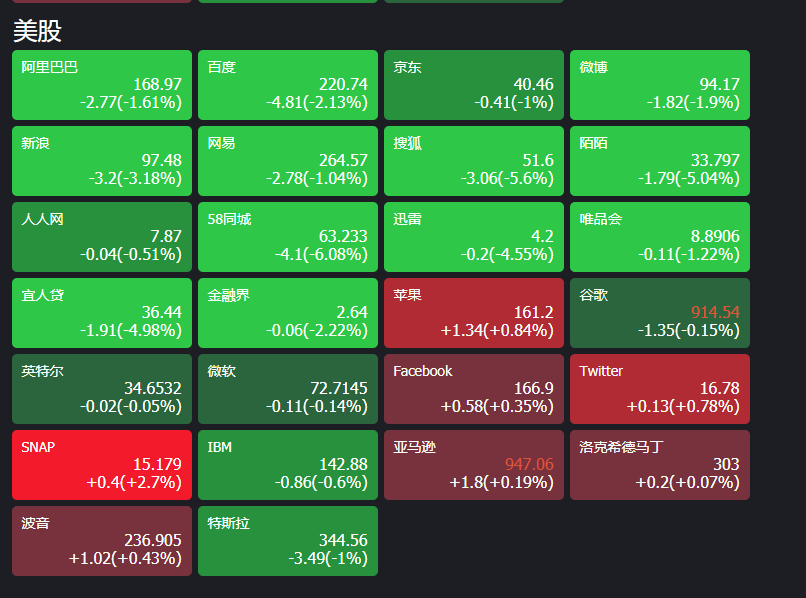 美股
阿里巴巴
168.97
-2.77(-1.61%)
百度
220.74
-4.81(-2.13%)
京东
40.46
-0.41(-1%)
微博
94.17
-1.82(-1.9%)
新浪
97.48
-3.2(-3.18%)
网易
264.57
-2.78(-1.04%)
搜狐
51.6
-3.06(-5.6%)
陌陌
33.797
-1.79(-5.04%)
人人网
7.87
-0.04(-0.51%)
58同城
63.233
-4.1(-6.08%)
迅雷
4.2
-0.2(-4.55%)
唯品会
8.8906
-0.11(-1.22%)
宜人贷
36.44
-1.91(-4.98%)
金融界
2.64
-0.06(-2.22%)
苹果
161.2
+1.34(+0.84%)
谷歌
914.54
-1.35(-0.15%)
英特尔
34.6532
-0.02(-0.05%)
微软
72.7145
-0.11(-0.14%)
Facebook
166.9
+0.58(+0.35%)
Twitter
16.78
+0.13(+0.78%)
SNAP
15.179
+0.4(+2.7%)
IBM
142.88
-0.86(-0.6%)
亚马逊
947.06
+1.8(+0.19%)
洛克希德马丁
303
+0.2(+0.07%)
波音
236.905
+1.02(+0.43%)
特斯拉
344.56
-3.49(-1%)